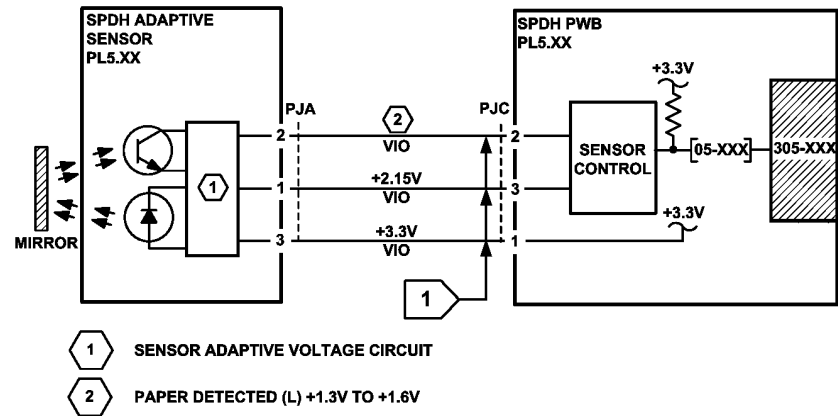 SPDH ADAPTIVE
SENSOR
PL5.XX
SPDH PWB
PL5.XX
+3.3V
PJA
2
PJC
2
VIO
2
SENSOR
CONTROL
05-XXX
305-XXX
1
1
+2.15V
VIO
3
MIRROR
3
+3.3V
VIO
1
+3.3V
1
1 SENSOR ADAPTIVE VOLTAGE CIRCUIT
2 PAPER DETECTED (L) +1.3V TO +1.6V